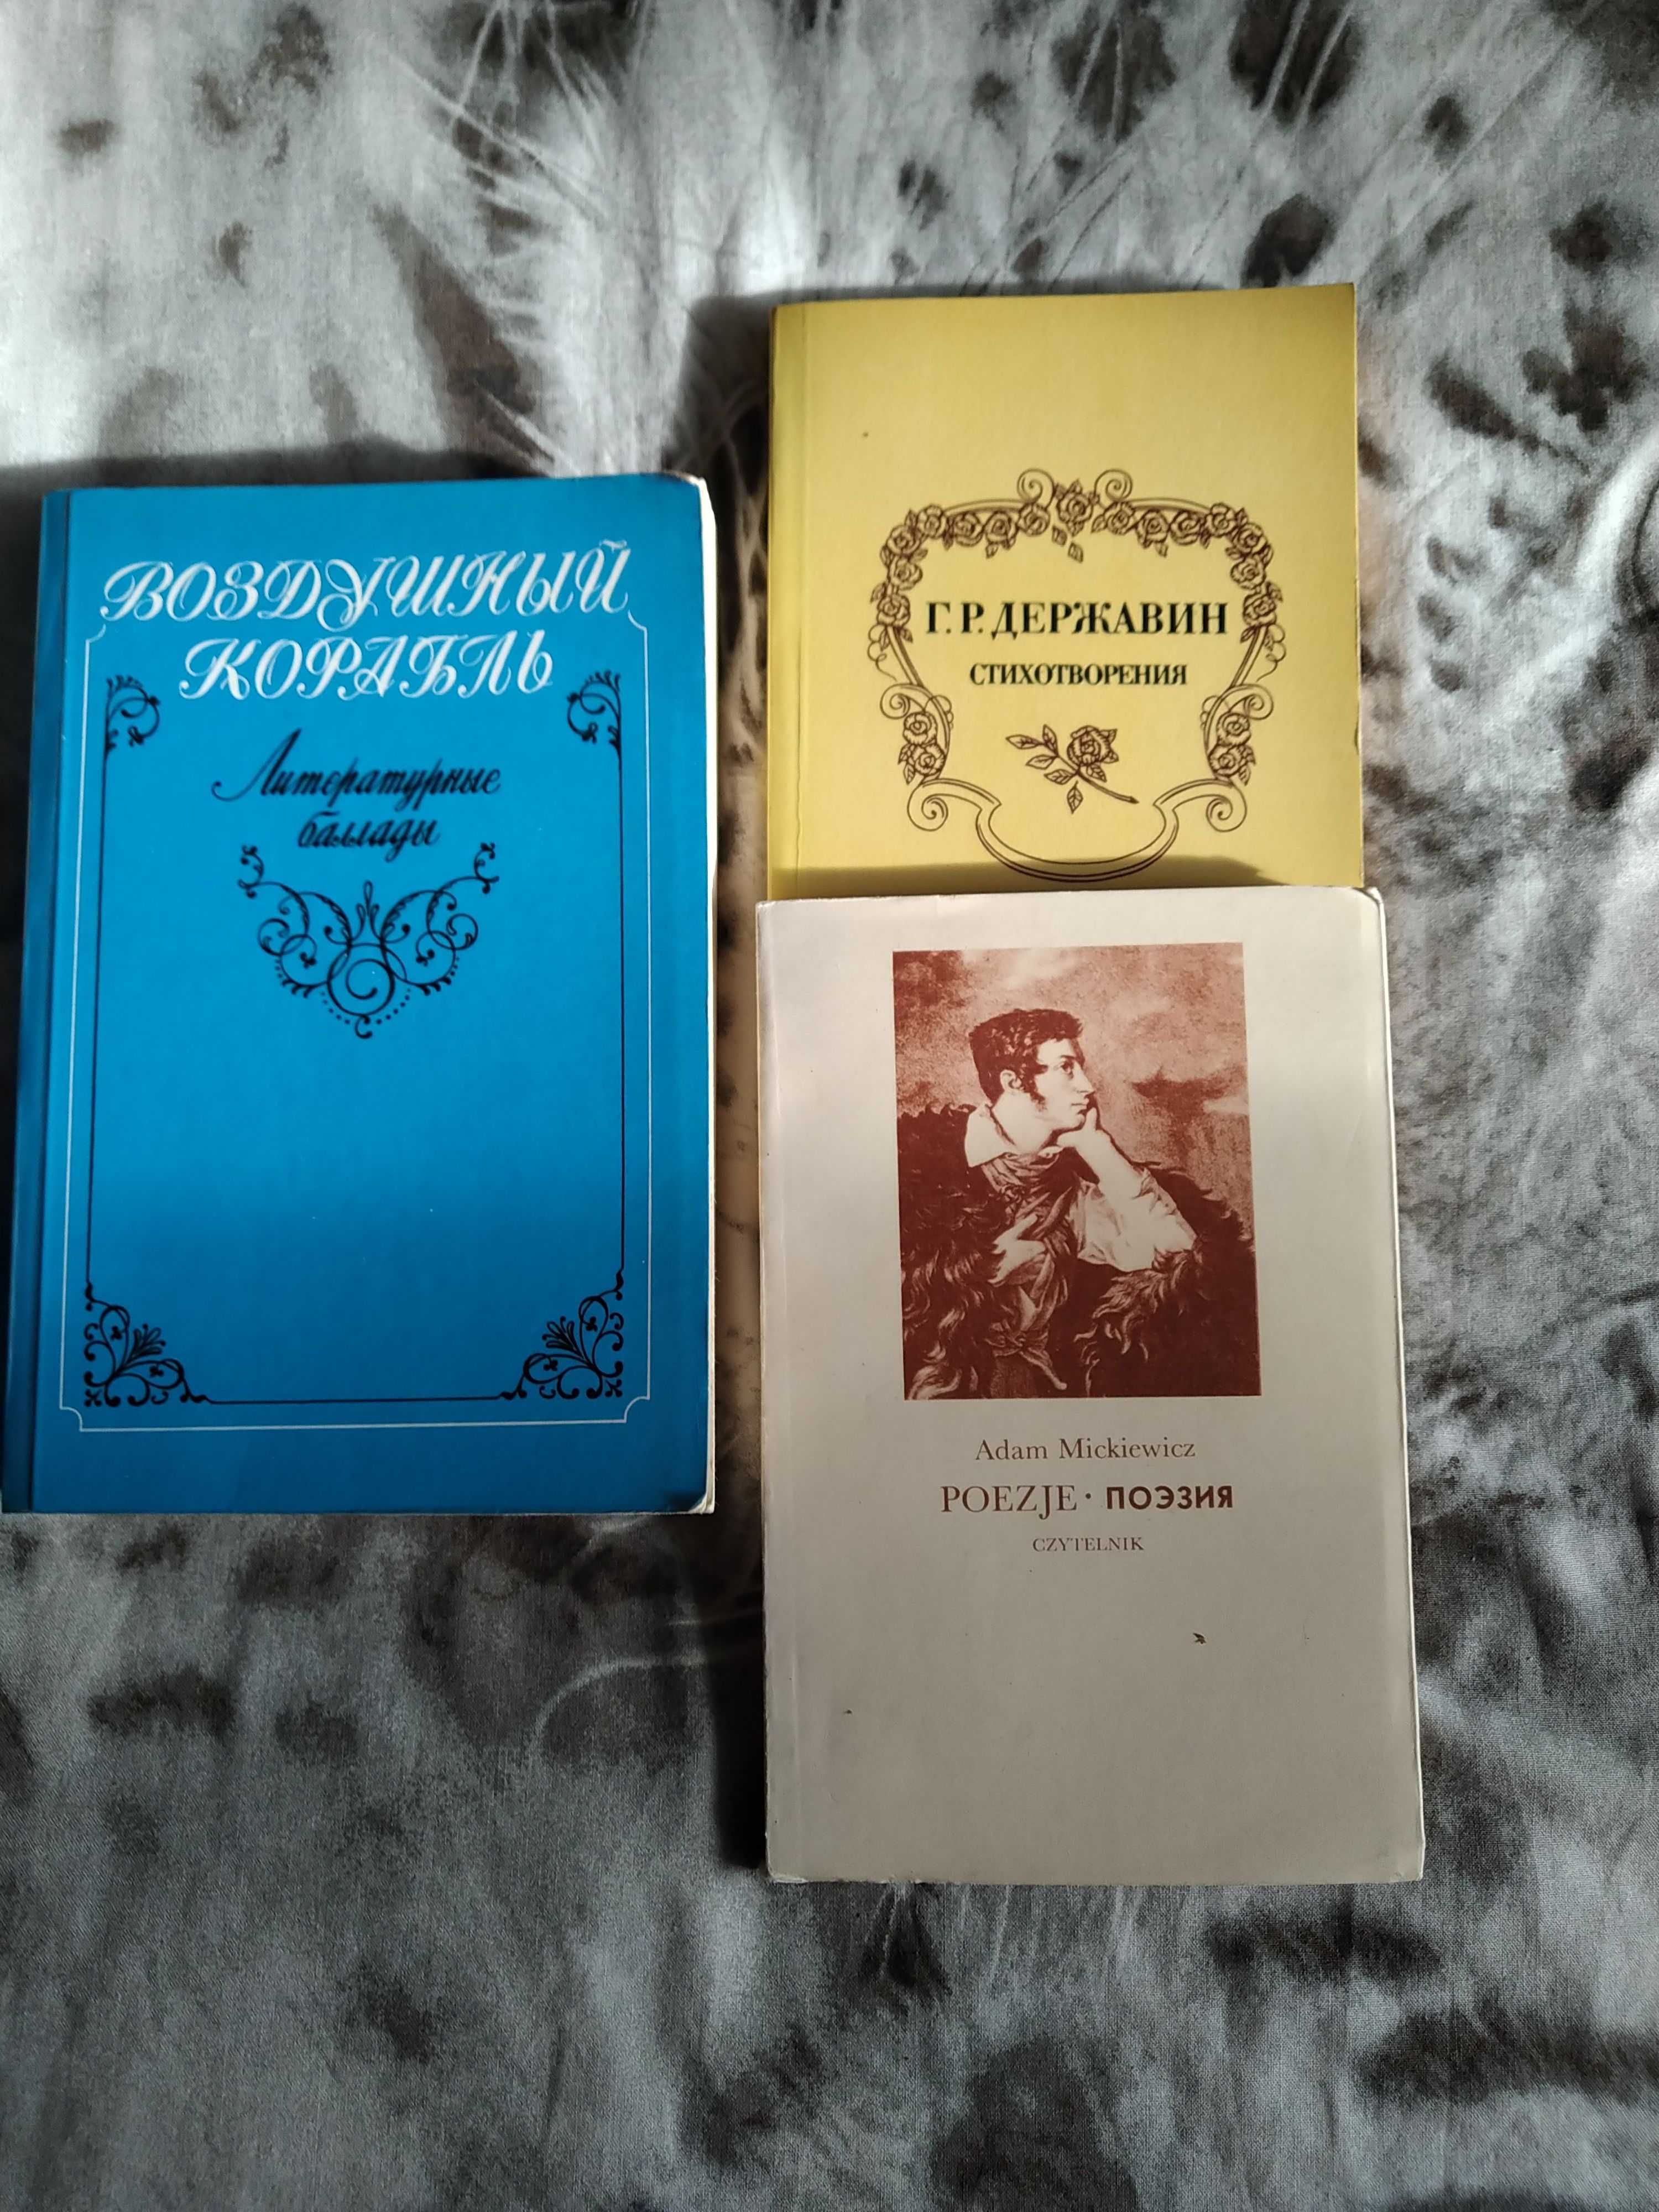 ВОЗДУШНЫЙ
КОРАБЛЬ
Литературные
баллады
Г. Р. ДЕРЖАВИН
СТИХОТВОРЕНИЯ
Adam Mickiewicz
POEZJE · ПОЭЗИЯ
CZYTELNIK